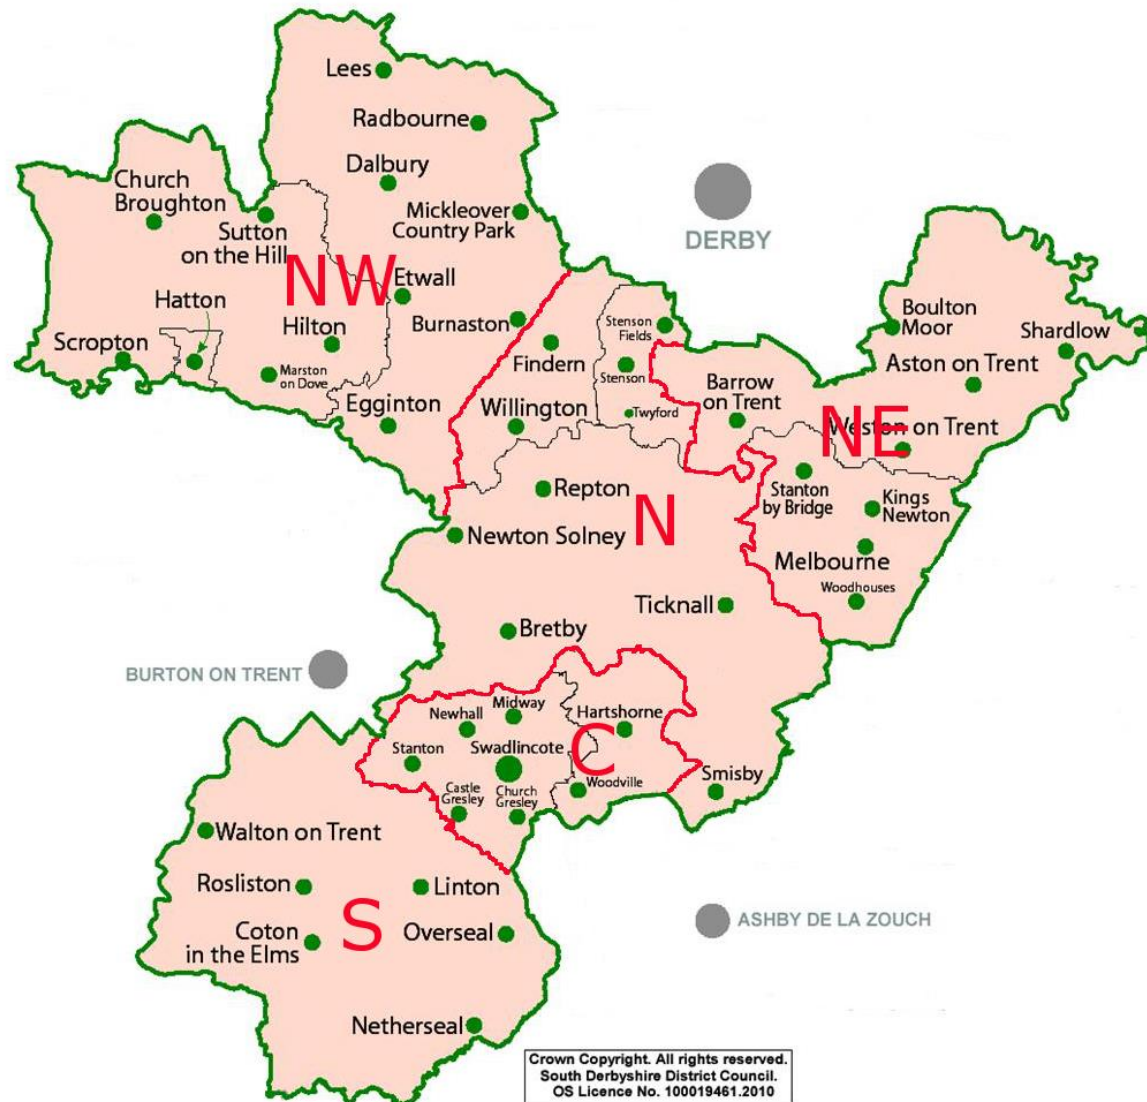 Lees
Radbourne
Dalbury
Church
Broughton
Mickleover
Country Park
Sutton
on the Hill
DERBY
NW
Etwall
Hatton
Hilton
Burnaston
Scropton
Marston
on Dove
Egginton
Stenson
Fields
Findern
Stenson
Willington
Twyford
Boulton
Moor
Shardlow
Aston on Trent
Barrow
on Trent
NE
Weston on Trent
Stanton
by Bridge
Kings
Newton
Melbourne
Woodhouses
Repton
N
Newton Solney
Ticknall
Bretby
BURTON ON TRENT
Midway
Newhall
Hartshorne
Stanton
Swadlincote
C
Castle
Gresley
Church
Gresley
Woodville
Smisby
Walton on Trent
Rosliston
Linton
S
Coton
in the Elms
Overseal
ASHBY DE LA ZOUCH
Netherseal
Crown Copyright. All rights reserved.
South Derbyshire District Council.
OS Licence No. 100019461.2010